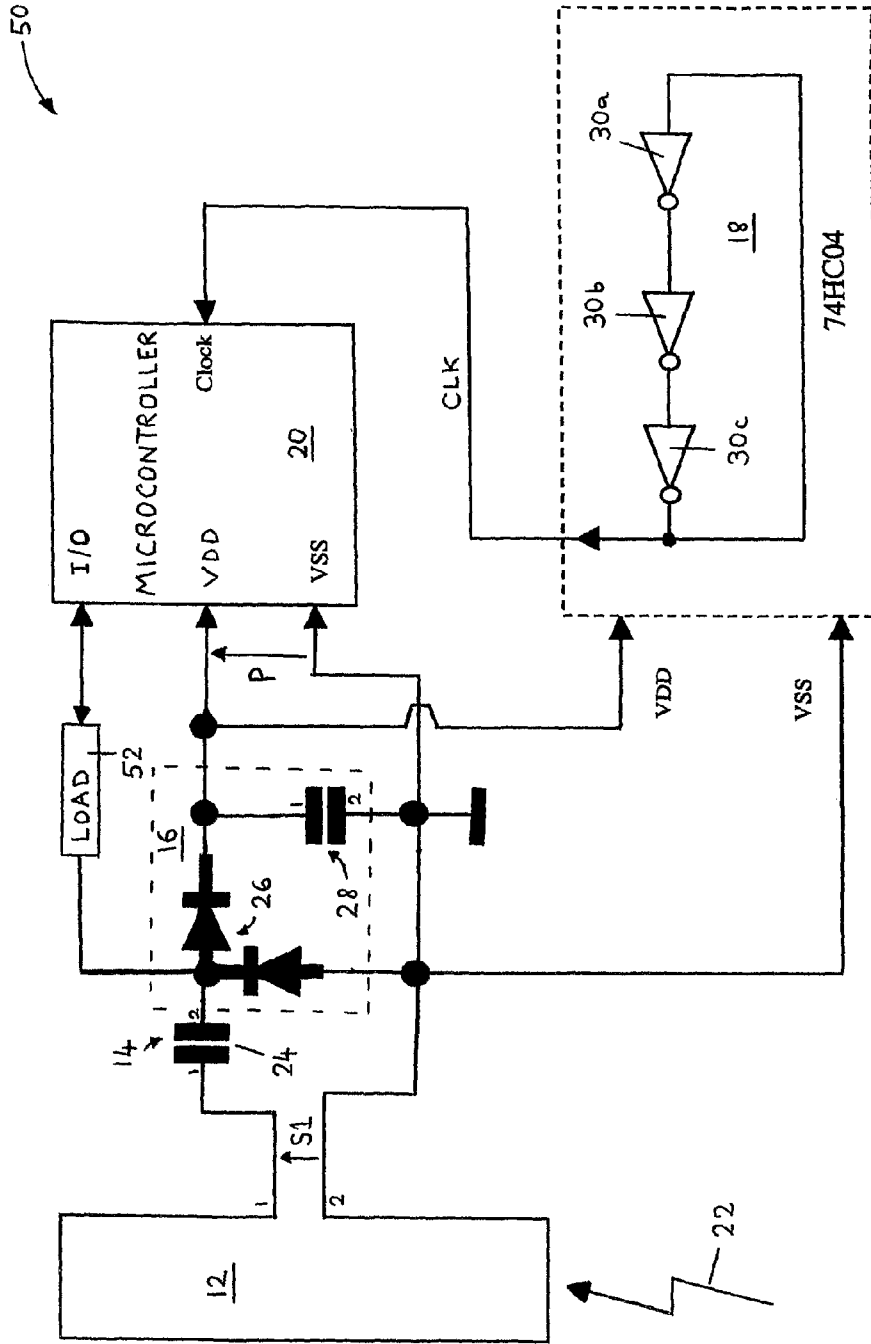 50
I/O
MICROCONTROLLER
VDD
Clock
VSS
20
LOAD
52
P
16
26
1
2
28
14
1
2
24
S1
1
2
12
22
CLK
VDD
VSS
30a
30b
30c
18
74HC04